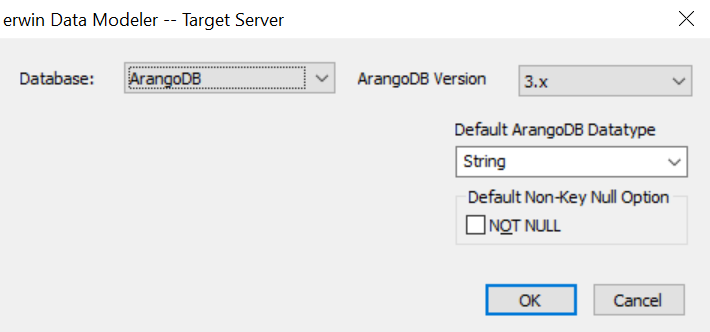 erwin Data Modeler -- Target Server
Database: ArangoDB ArangoDB Version 3.x
Default ArangoDB Datatype
String
Default Non-Key Null Option
NOT NULL
OK Cancel